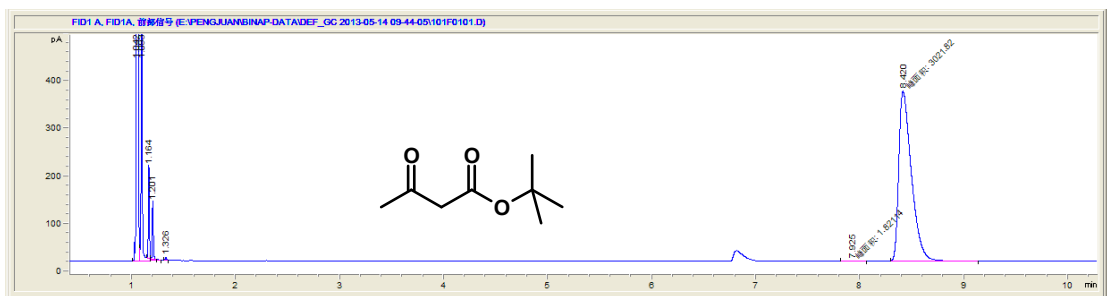 FID1 A, FID1A, 前部信号 (E:\PENGJUAN\BINAP-DATA\DEF_GC 2013-05-14 09-44-05\101F0101.D)
pA
400
300
200
100
0
1.164
1.201
1.326
7.925
峰面积: 1.82114
8.420
峰面积: 3021.82
O
O
O
1
2
3
4
5
6
7
8
9
10
min